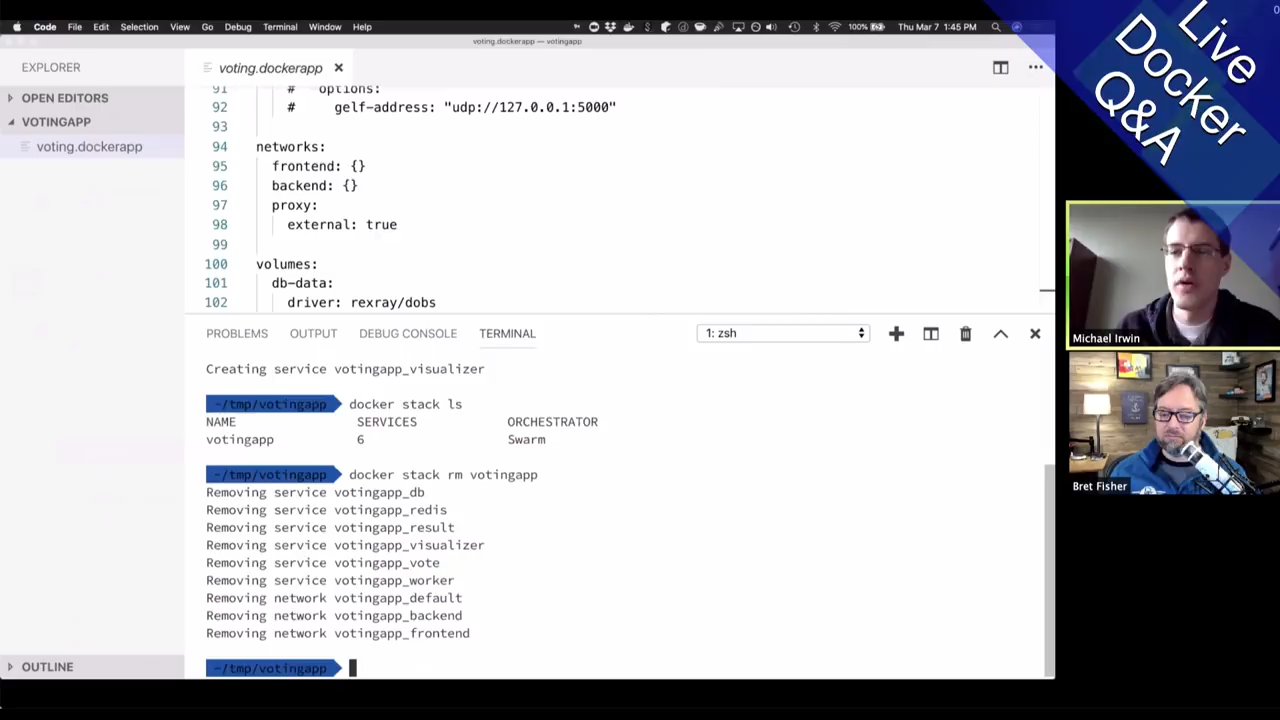 Code File Edit Selection View Go Debug Terminal Window Help 100% Thu Mar 7 1:45 PM
voting.dockerapp — votingapp
EXPLORER
OPEN EDITORS
VOTINGAPP
voting.dockerapp
OUTLINE
voting.dockerapp
91 # options:
92 # gelf-address: "udp://127.0.0.1:5000"
93
94 networks:
95 frontend: {}
96 backend: {}
97 proxy:
98 external: true
99
100 volumes:
101 db-data:
102 driver: rexray/dobs
PROBLEMS OUTPUT DEBUG CONSOLE TERMINAL 1: zsh
Creating service votingapp_visualizer
~/tmp/votingapp docker stack ls
NAME SERVICES ORCHESTRATOR
votingapp 6 Swarm
~/tmp/votingapp docker stack rm votingapp
Removing service votingapp_db
Removing service votingapp_redis
Removing service votingapp_result
Removing service votingapp_visualizer
Removing service votingapp_vote
Removing service votingapp_worker
Removing network votingapp_default
Removing network votingapp_backend
Removing network votingapp_frontend
~/tmp/votingapp
Live
Docker
Q&A
Michael Irwin
Bret Fisher